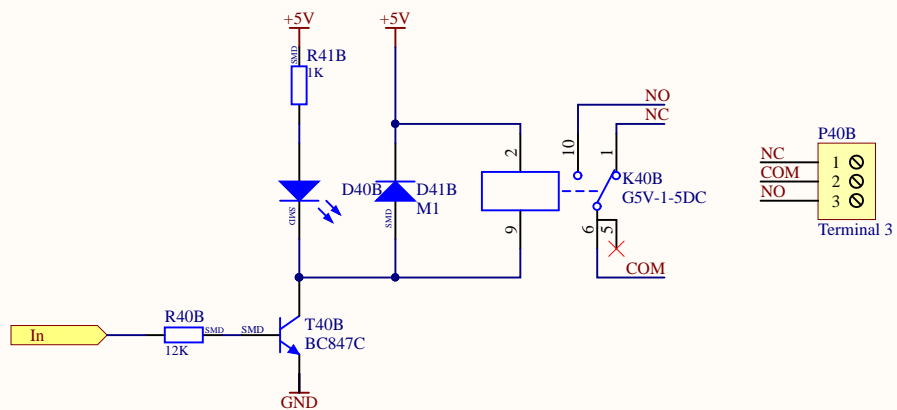 +5V
+5V
SMD
R41B
1K
NO
NC
10
1
2
P40B
NC
1
COM
2
NO
3
D40B
D41B
M1
K40B
G5V-1-5DC
SMD
SMD
9
6
5
Terminal 3
COM
R40B
T40B
In
SMD
SMD
BC847C
12K
GND